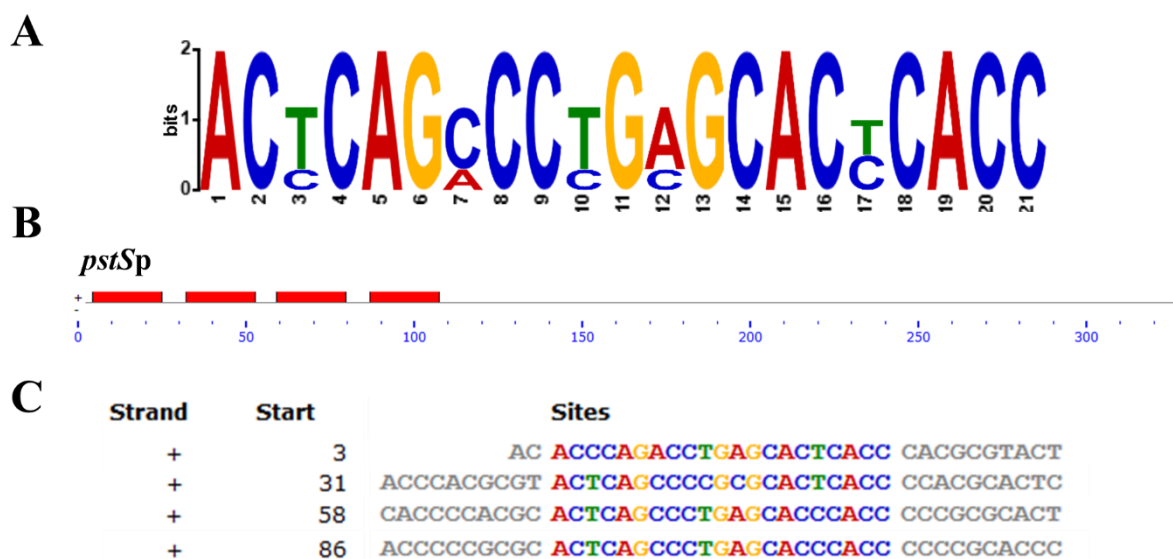 A
2
bits
1
0
ACTCAGCCCTGAGCACTCACC
C A C C C
1 2 3 4 5 6 7 8 9 10 11 12 13 14 15 16 17 18 19 20 21
B
pstSp
+
-
0 50 100 150 200 250 300
C
Strand Start Sites
+ 3 AC ACCCAGACCTGAGCACTCACC CACGCGTACT
+ 31 ACCCACGCGT ACTCAGCCCCGCGCACTCACC CCACGCACTC
+ 58 CACCCCACGC ACTCAGCCCTGAGCACCCACC CCCGCGCACT
+ 86 ACCCCCGCGC ACTCAGCCCTGAGCACCCACC CCCCGCACCC